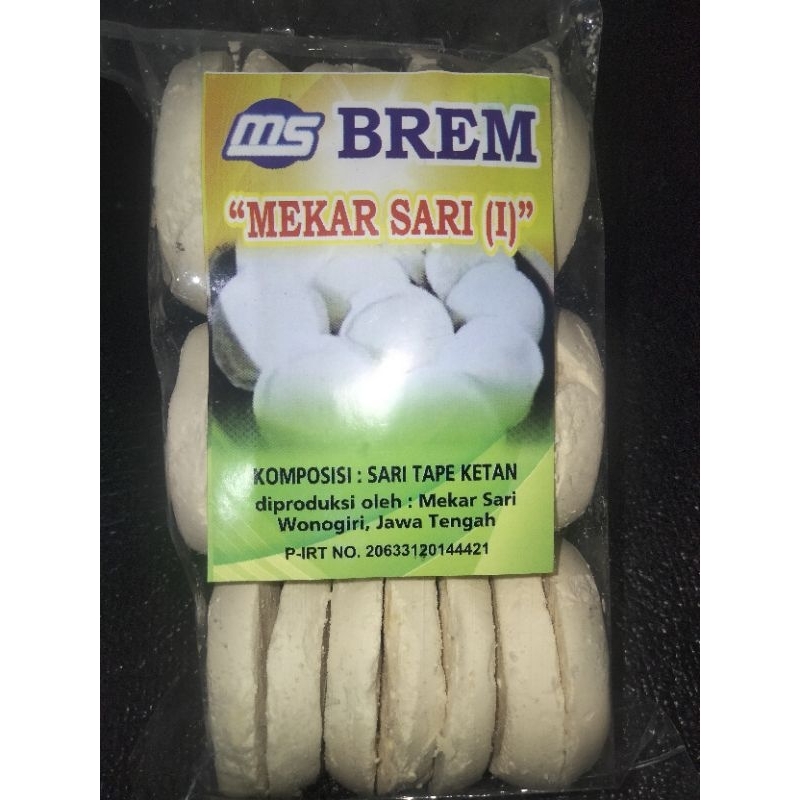 ms BREM
"MEKAR SARI (I)"
KOMPOSISI : SARI TAPE KETAN
diproduksi oleh : Mekar Sari
Wonogiri, Jawa Tengah
P-IRT NO. 20633120144421